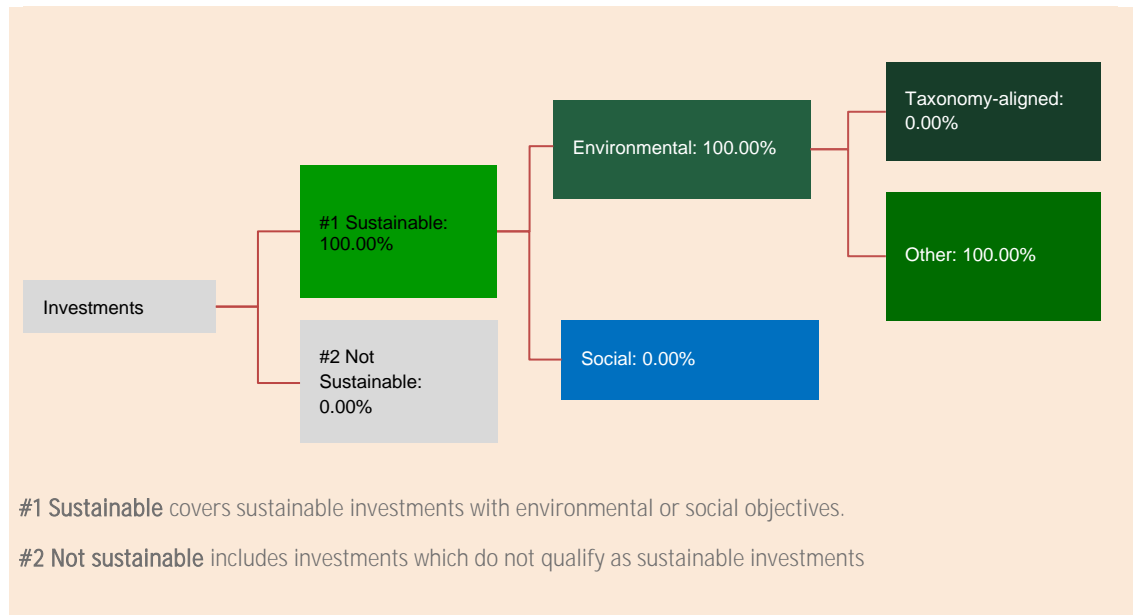 Investments
#1 Sustainable:
100.00%
#2 Not
Sustainable:
0.00%
Environmental: 100.00%
Social: 0.00%
Taxonomy-aligned:
0.00%
Other: 100.00%
#1 Sustainable covers sustainable investments with environmental or social objectives.
#2 Not sustainable includes investments which do not qualify as sustainable investments